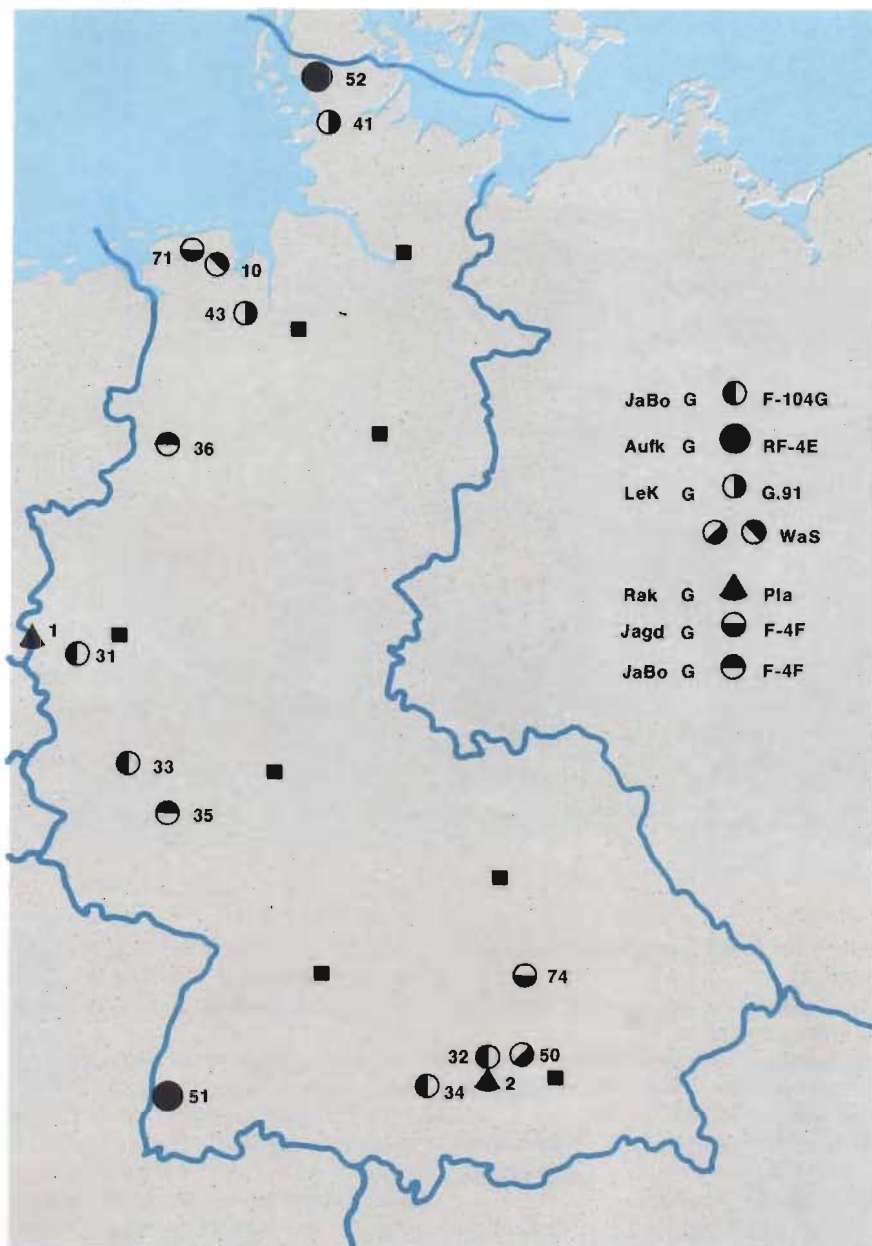 52
41
71
10
43
36
JaBo G F-104G
Aufk G RF-4E
LeK G G.91
WaS
Rak G Pla
Jagd G F-4F
JaBo G F-4F
1
31
33
35
74
32
50
34
2
51